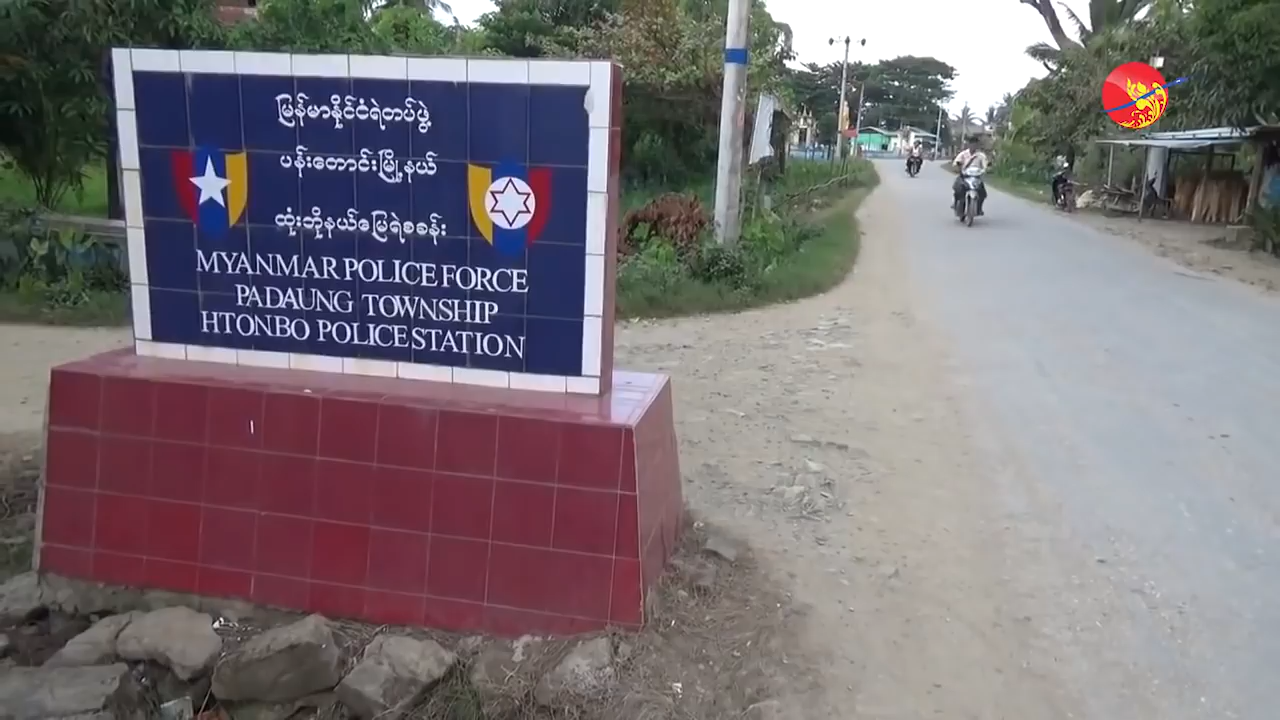 မြန်မာနိုင်ငံရဲတပ်ဖွဲ့
ပန်းတောင်းမြို့နယ်
ထုံးဘိုနယ်မြေရဲစခန်း
MYANMAR POLICE FORCE
PADAUNG TOWNSHIP
HTONBO POLICE STATION